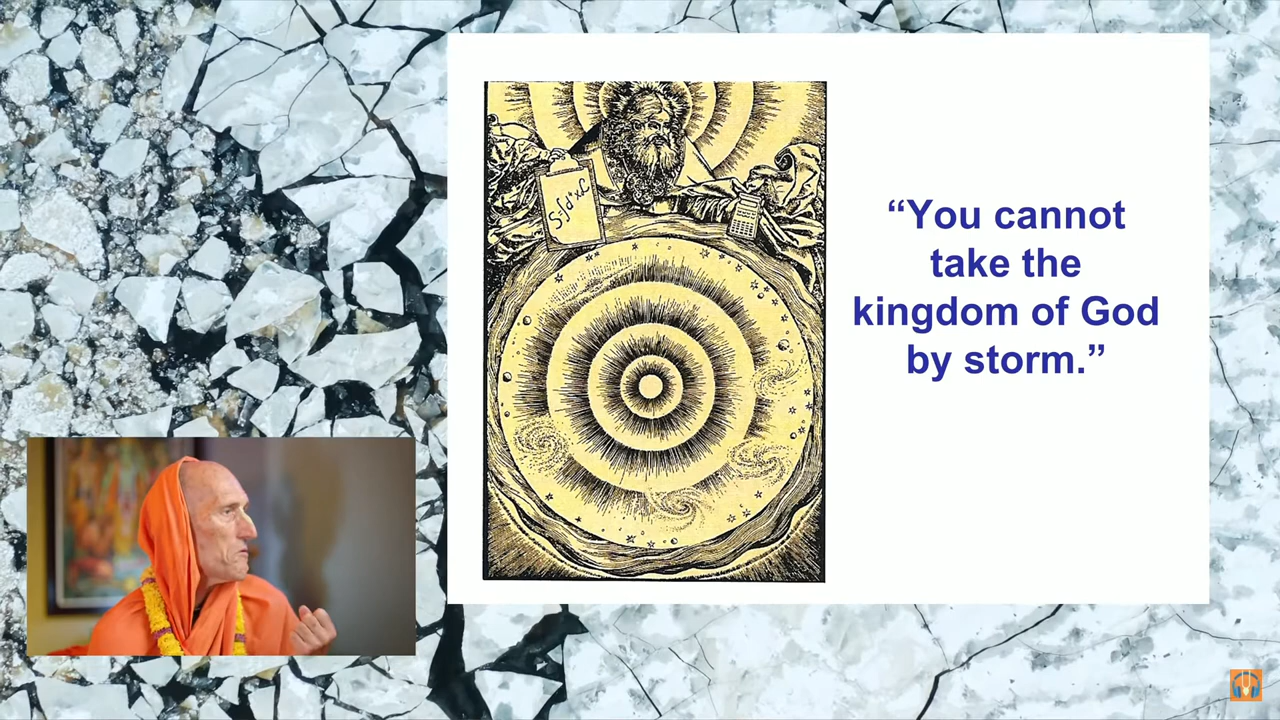 “You cannot
take the
kingdom of God
by storm.”